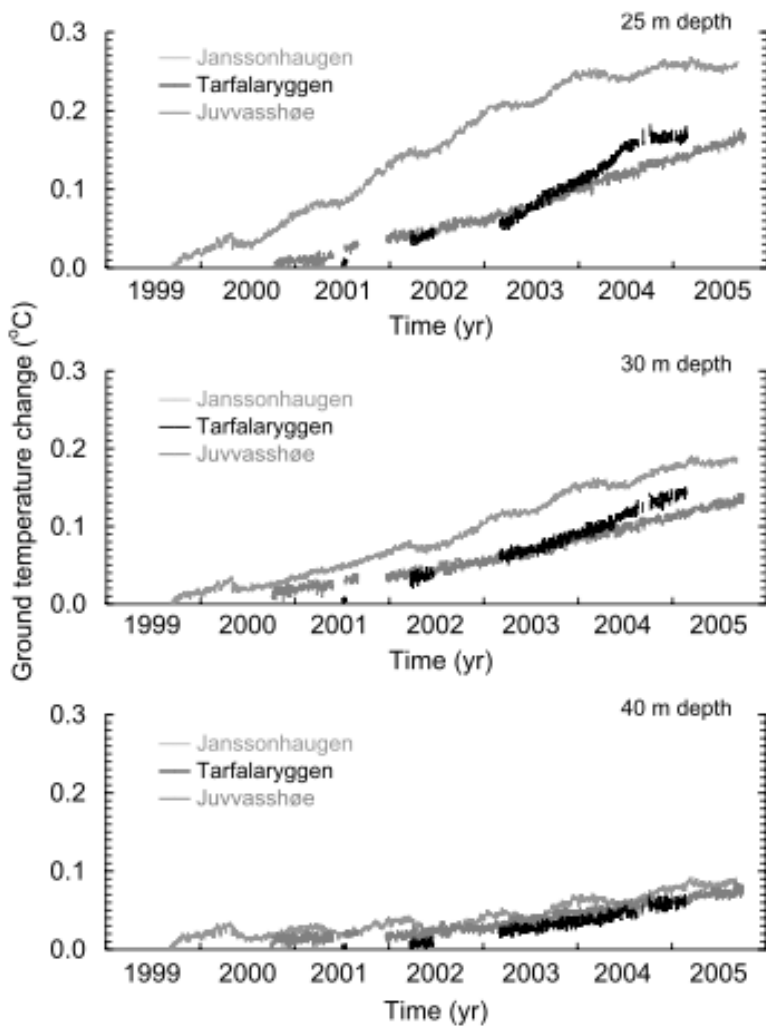 25 m depth
0.3
Janssonhaugen
Tarfalaryggen
0.2
Juvvasshøe
0.1
0.0
1999 2000 2001 2002 2003 2004 2005
Time (yr)
Ground temperature change (°C)
30 m depth
0.3
Janssonhaugen
Tarfalaryggen
0.2
Juvvasshøe
0.1
0.0
1999 2000 2001 2002 2003 2004 2005
Time (yr)
40 m depth
0.3
Janssonhaugen
Tarfalaryggen
0.2
Juvvasshøe
0.1
0.0
1999 2000 2001 2002 2003 2004 2005
Time (yr)